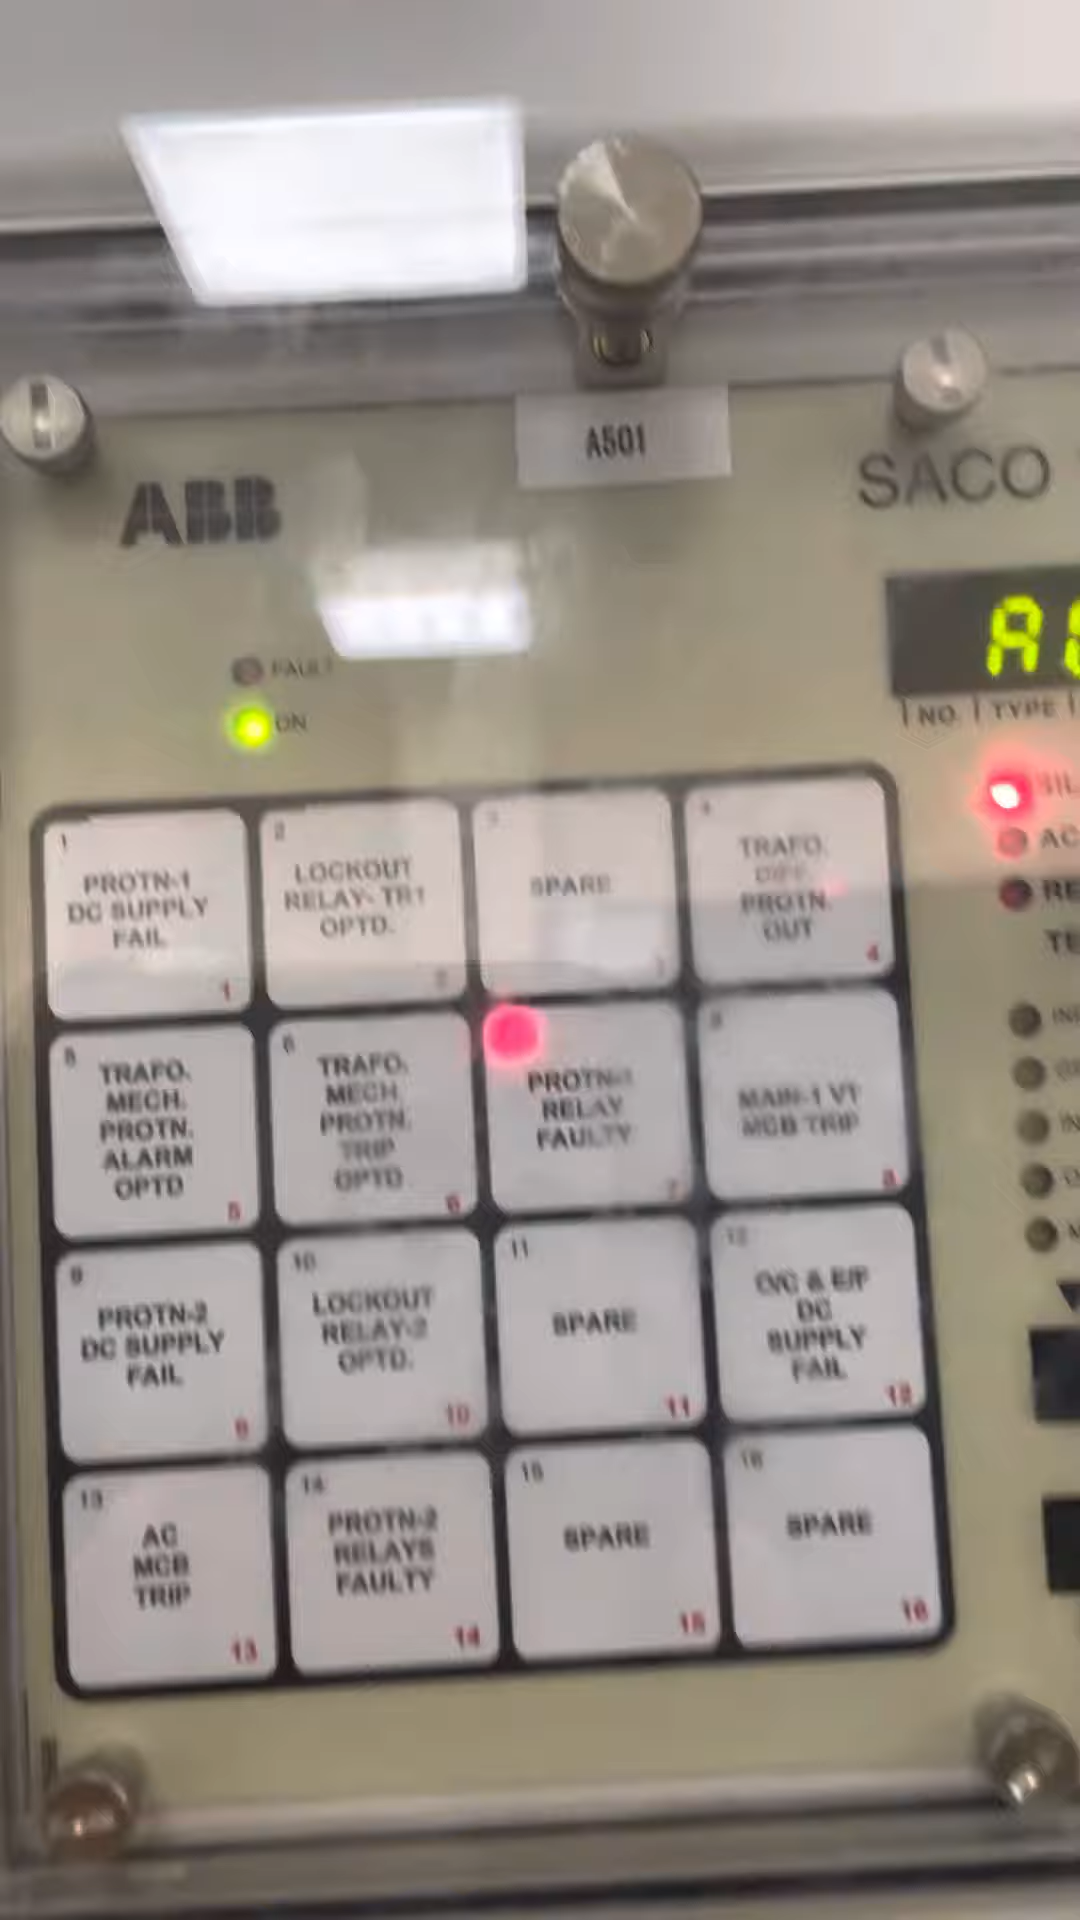 A501
ABB
SACO
FAULT
ON
NO. TYPE
1
PROTN-1
DC SUPPLY
FAIL
1
2
LOCKOUT
RELAY- TR1
OPTD.
2
3
SPARE
4
TRAFO.
DIFF.
PROTN.
OUT
4
5
TRAFO.
MECH.
PROTN.
ALARM
OPTD
5
6
TRAFO.
MECH.
PROTN.
TRIP
OPTD
6
PROTN-1
RELAY
FAULTY
7
8
MAIN-1 VT
MCB TRIP
8
9
PROTN-2
DC SUPPLY
FAIL
9
10
LOCKOUT
RELAY-2
OPTD.
10
11
SPARE
11
12
O/C & E/F
DC
SUPPLY
FAIL
12
13
AC
MCB
TRIP
13
14
PROTN-2
RELAYS
FAULTY
14
15
SPARE
15
16
SPARE
16